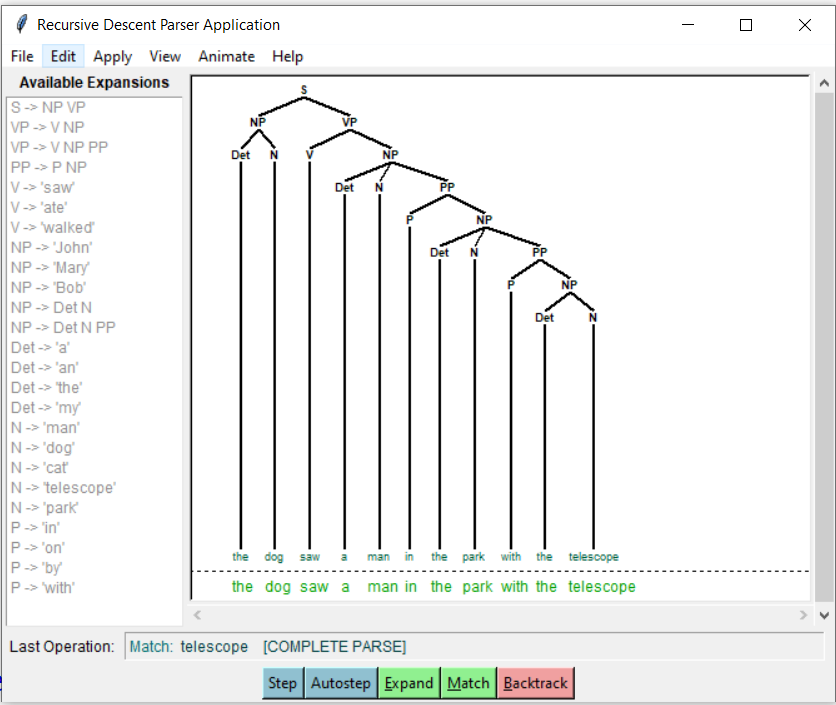 Recursive Descent Parser Application
File Edit Apply View Animate Help
Available Expansions
S -> NP VP
VP -> V NP
VP -> V NP PP
PP -> P NP
V -> 'saw'
V -> 'ate'
V -> 'walked'
NP -> 'John'
NP -> 'Mary'
NP -> 'Bob'
NP -> Det N
NP -> Det N PP
Det -> 'a'
Det -> 'an'
Det -> 'the'
Det -> 'my'
N -> 'man'
N -> 'dog'
N -> 'cat'
N -> 'telescope'
N -> 'park'
P -> 'in'
P -> 'on'
P -> 'by'
P -> 'with'
S
NP VP
Det N V NP
Det N PP
P NP
Det N PP
P NP
Det N
the dog saw a man in the park with the telescope
the dog saw a man in the park with the telescope
Last Operation: Match: telescope [COMPLETE PARSE]
Step Autostep Expand Match Backtrack